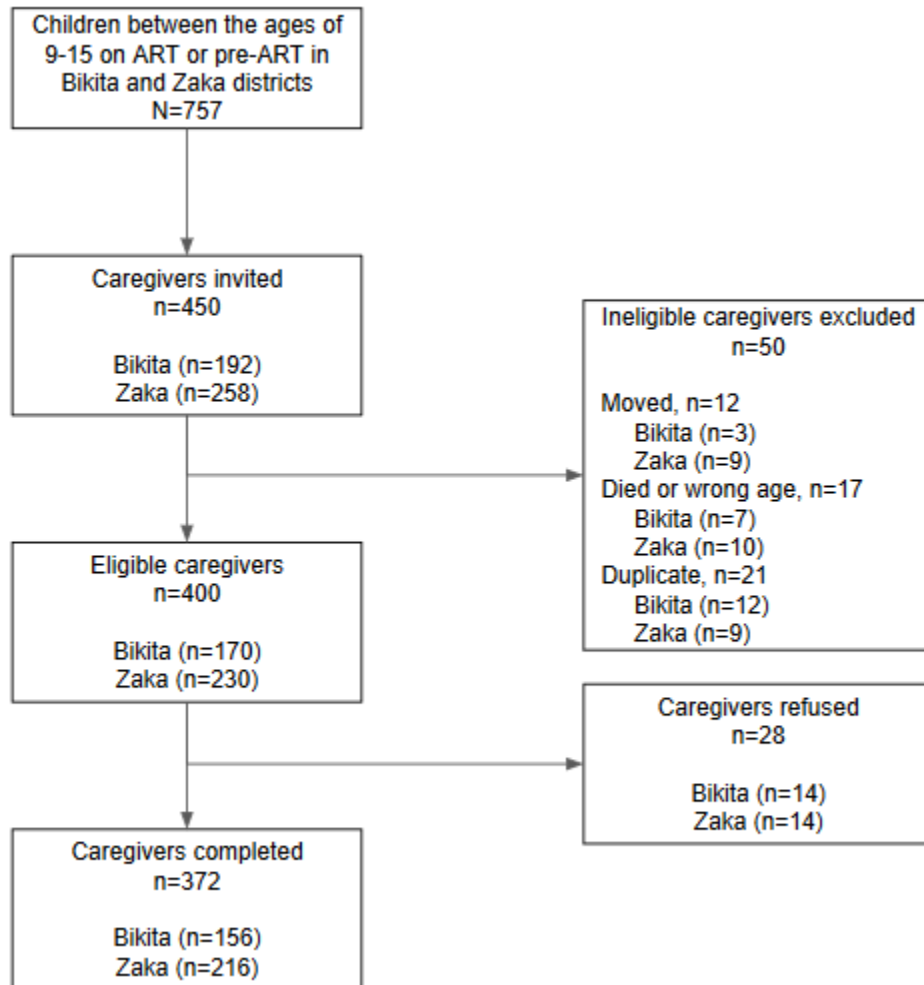 Children between the ages of
9-15 on ART or pre-ART in
Bikita and Zaka districts
N=757
Caregivers invited
n=450
Bikita (n=192)
Zaka (n=258)
Ineligible caregivers excluded
n=50
Moved, n=12
Bikita (n=3)
Zaka (n=9)
Died or wrong age, n=17
Bikita (n=7)
Zaka (n=10)
Duplicate, n=21
Bikita (n=12)
Zaka (n=9)
Eligible caregivers
n=400
Bikita (n=170)
Zaka (n=230)
Caregivers refused
n=28
Bikita (n=14)
Zaka (n=14)
Caregivers completed
n=372
Bikita (n=156)
Zaka (n=216)